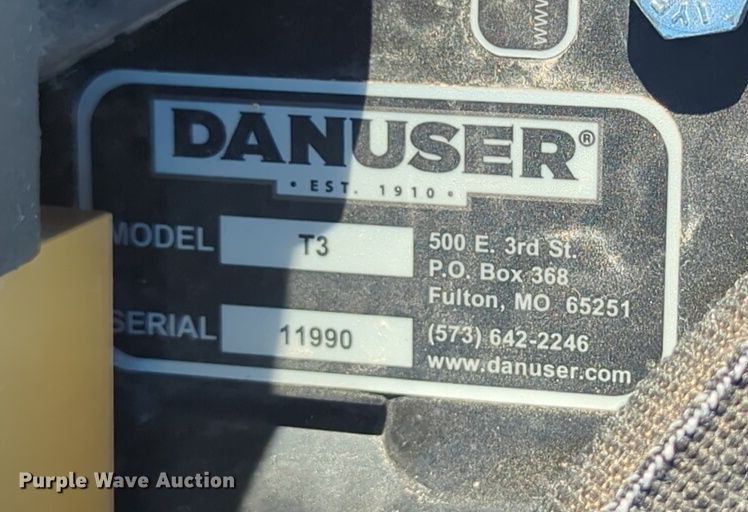 www.
DANUSER®
• EST. 1910 •
MODEL T3
SERIAL 11990
500 E. 3rd St.
P.O. Box 368
Fulton, MO 65251
(573) 642-2246
www.danuser.com
Purple Wave Auction